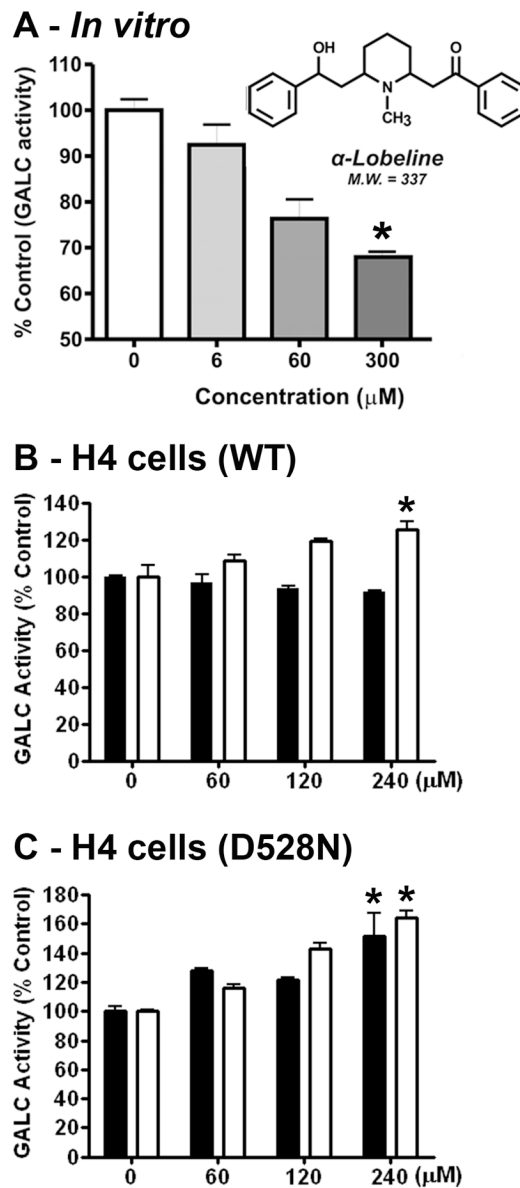 A - In vitro
% Control (GALC activity)
110
100
90
80
70
60
50
OH
O
N
CH3
α-Lobeline
M.W. = 337
*
0 6 60 300
Concentration (μM)
B - H4 cells (WT)
GALC Activity (% Control)
140
120
100
80
60
40
20
0
*
0 60 120 240 (μM)
C - H4 cells (D528N)
GALC Activity (% Control)
180
160
140
120
100
80
60
40
20
0
* *
0 60 120 240 (μM)